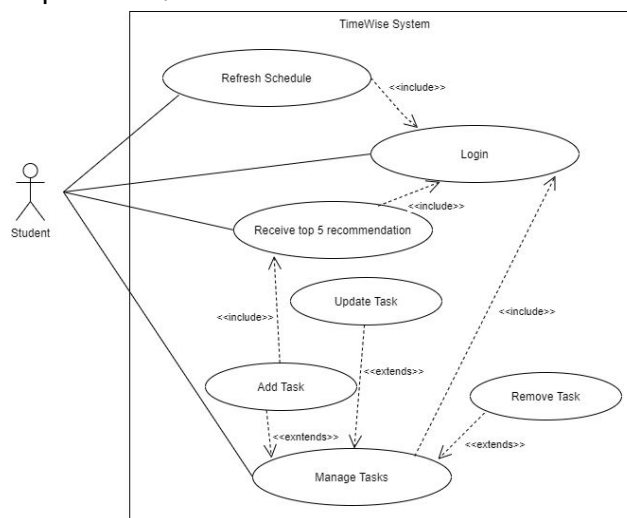 TimeWise System
Refresh Schedule
<<include>>
Login
<<include>>
Student
Receive top 5 recommendation
Update Task
<<include>>
<<include>>
<<extends>>
Add Task
Remove Task
<<exntends>>
<<extends>>
Manage Tasks